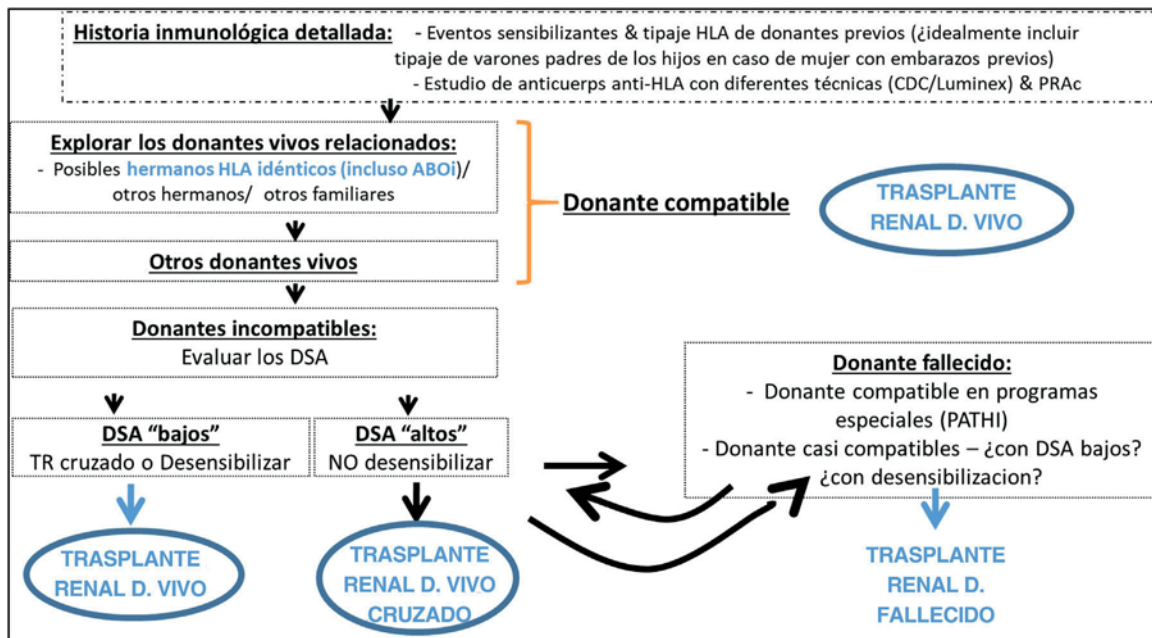 Historia inmunológica detallada: - Eventos sensibilizantes & tipaje HLA de donantes previos (¿idealmente incluir
tipaje de varones padres de los hijos en caso de mujer con embarazos previos)
- Estudio de anticuerps anti-HLA con diferentes técnicas (CDC/Luminex) & PRAc
Explorar los donantes vivos relacionados:
- Posibles hermanos HLA idénticos (incluso ABOi)/
otros hermanos/ otros familiares
Otros donantes vivos
Donante compatible
TRASPLANTE
RENAL D. VIVO
Donantes incompatibles:
Evaluar los DSA
DSA “bajos”
TR cruzado o Desensibilizar
DSA “altos”
NO desensibilizar
Donante fallecido:
- Donante compatible en programas
especiales (PATHI)
- Donante casi compatibles – ¿con DSA bajos?
¿con desensibilizacion?
TRASPLANTE
RENAL D. VIVO
TRASPLANTE
RENAL D. VIVO
CRUZADO
TRASPLANTE
RENAL D.
FALLECIDO